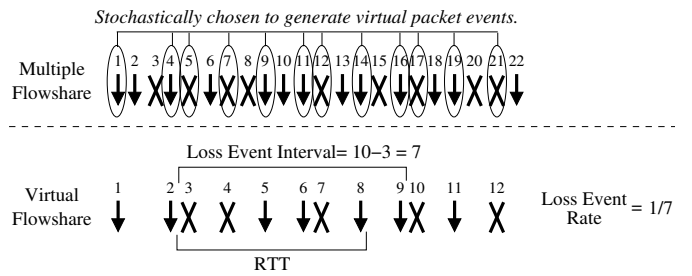 Stochastically chosen to generate virtual packet events.
1 2 3 4 5 6 7 8 9 10 11 12 13 14 15 16 17 18 19 20 21 22
Multiple
Flowshare
Loss Event Interval= 10−3 = 7
1 2 3 4 5 6 7 8 9 10 11 12
Virtual
Flowshare
Loss Event
Rate = 1/7
RTT